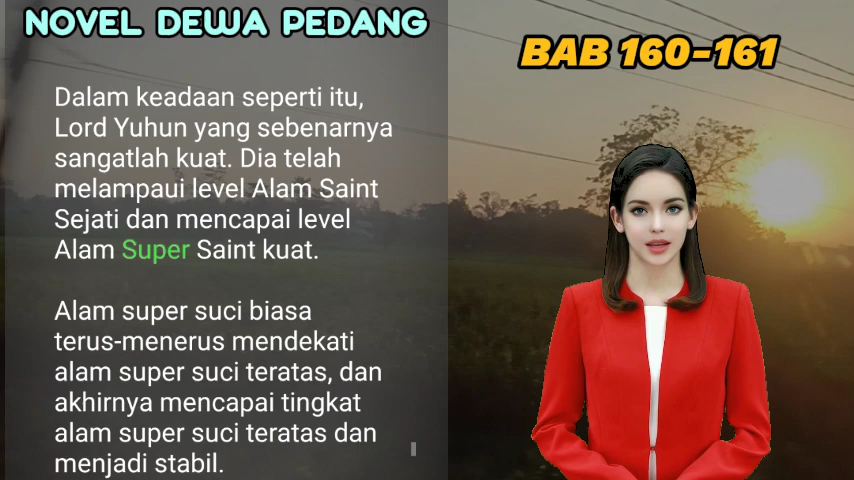 NOVEL DEWA PEDANG
BAB 160-161
Dalam keadaan seperti itu,
Lord Yuhun yang sebenarnya
sangatlah kuat. Dia telah
melampaui level Alam Saint
Sejati dan mencapai level
Alam Super Saint kuat.
Alam super suci biasa
terus-menerus mendekati
alam super suci teratas, dan
akhirnya mencapai tingkat
alam super suci teratas dan
menjadi stabil.